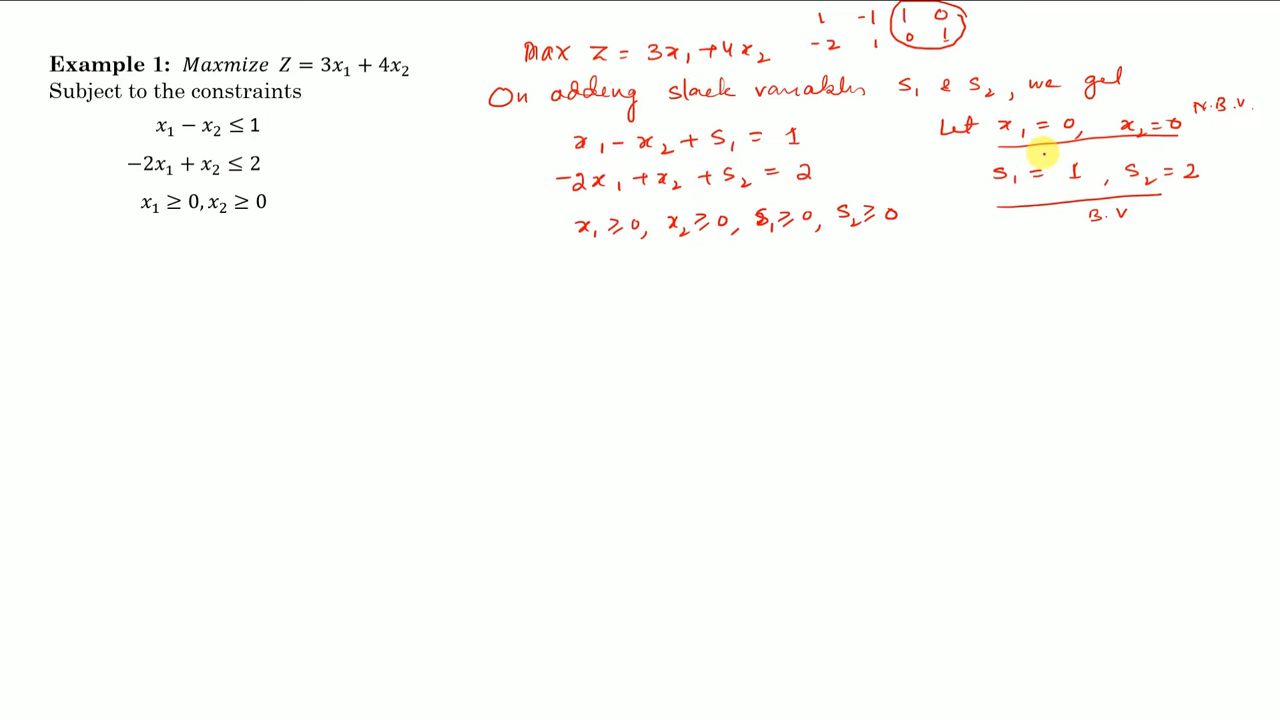 Example 1: Maxmize Z = 3x₁ + 4x₂
Subject to the constraints
x₁ − x₂ ≤ 1
−2x₁ + x₂ ≤ 2
x₁ ≥ 0, x₂ ≥ 0
1 -1 1 0
-2 1 0 1
Max Z = 3x₁ + 4x₂
On adding slack variables S₁ & S₂, we get
x₁ - x₂ + S₁ = 1
-2x₁ + x₂ + S₂ = 2
x₁ ≥ 0, x₂ ≥ 0, S₁ ≥ 0, S₂ ≥ 0
Let x₁ = 0, x₂ = 0 N.B.V.
S₁ = 1, S₂ = 2
B.V